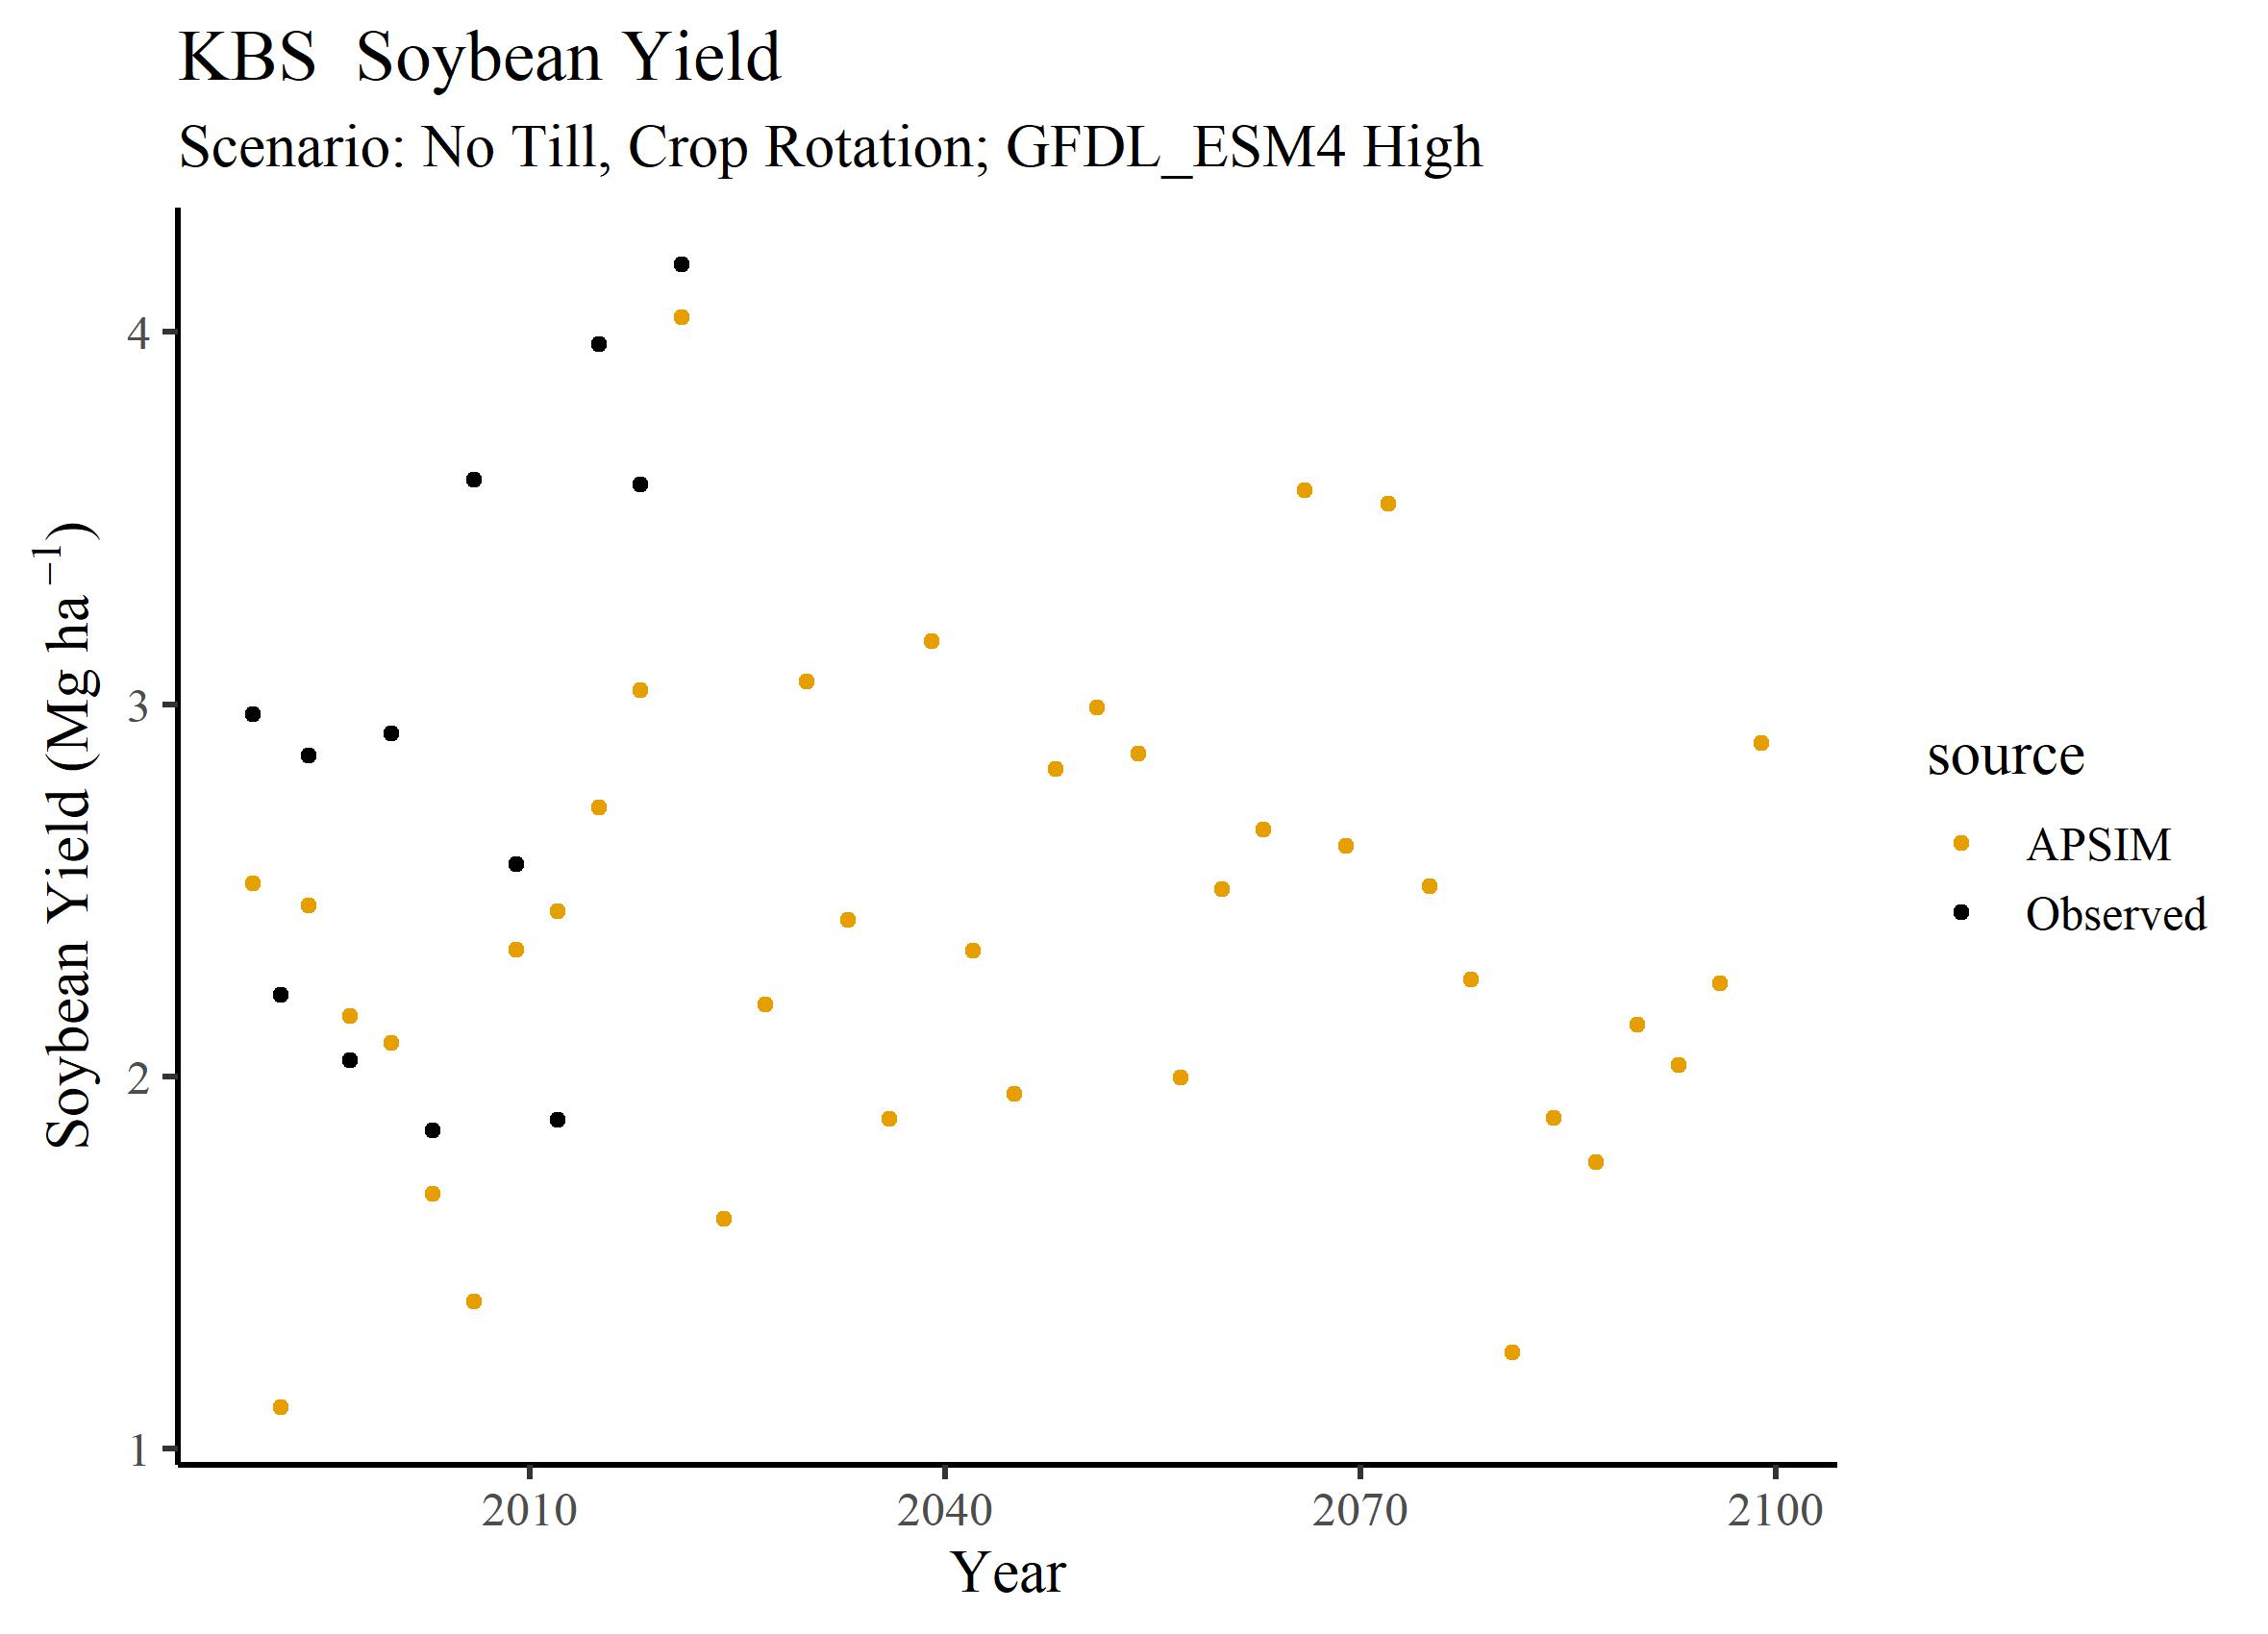 KBS  Soybean Yield
Scenario: No Till, Crop Rotation; GFDL_ESM4 High
Soybean Yield (Mg ha⁻¹)
4
3
2
1
2010 2040 2070 2100
Year
source
APSIM
Observed